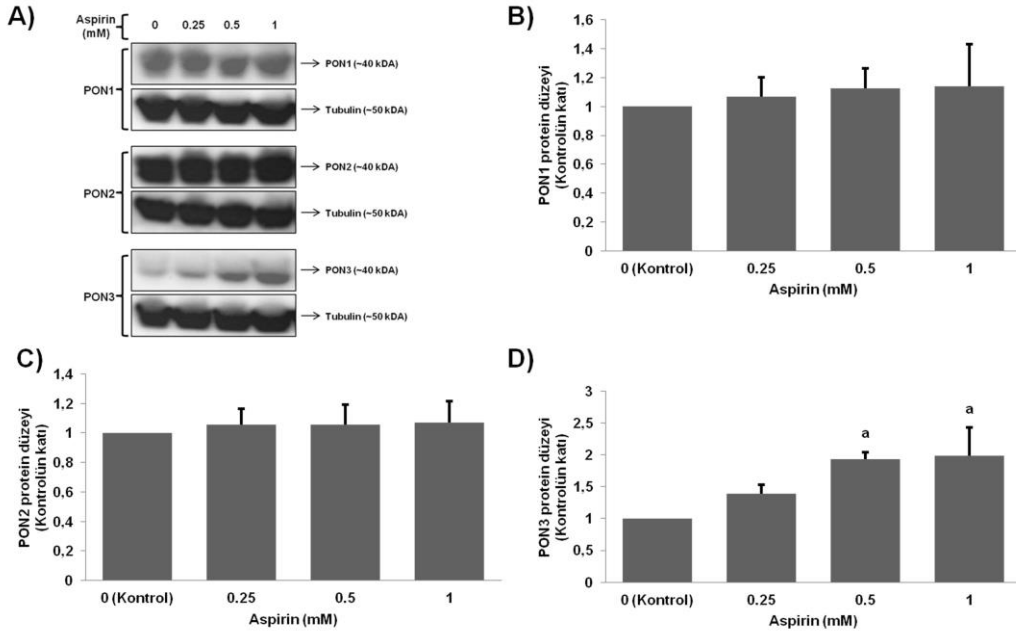 A)
Aspirin
(mM)
0 0.25 0.5 1
PON1
PON1 (~40 kDA)
Tubulin (~50 kDA)
PON2
PON2 (~40 kDA)
Tubulin (~50 kDA)
PON3
PON3 (~40 kDA)
Tubulin (~50 kDA)
B)
PON1 protein düzeyi
(Kontrolün katı)
1,6
1,4
1,2
1
0,8
0,6
0,4
0,2
0
0 (Kontrol) 0.25 0.5 1
Aspirin (mM)
C)
PON2 protein düzeyi
(Kontrolün katı)
1,4
1,2
1
0,8
0,6
0,4
0,2
0
0 (Kontrol) 0.25 0.5 1
Aspirin (mM)
D)
PON3 protein düzeyi
(Kontrolün katı)
3
2,5
2
1,5
1
0,5
0
a
a
0 (Kontrol) 0.25 0.5 1
Aspirin (mM)